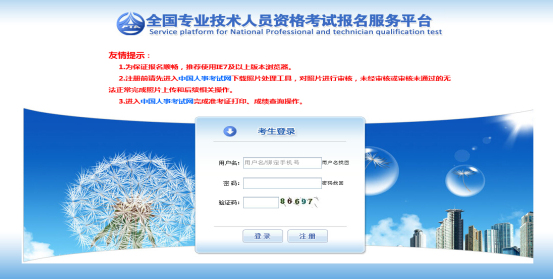 全国专业技术人员资格考试报名服务平台
Service platform for National Professional and technician qualification test
友情提示：
1.为保证报名顺畅，推荐使用IE7及以上版本浏览器。
2.注册前请先进入中国人事考试网下载照片处理工具，对照片进行审核，未经审核或审核未通过的无
法正常完成照片上传和后续相关操作。
3.进入中国人事考试网完成准考证打印、成绩查询操作。
考生登录
用户名： 用户名/绑定手机号 用户名找回
密 码： 密码找回
验证码： 86697
登 录 注 册